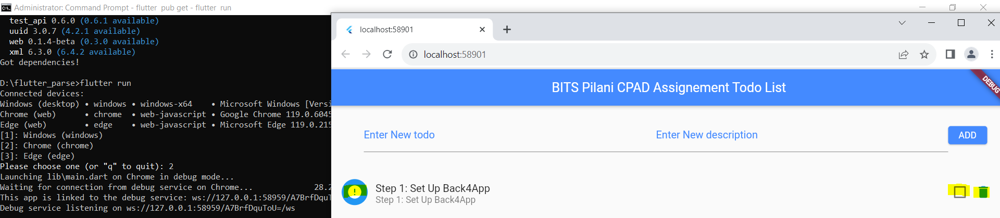 Administrator: Command Prompt - flutter  pub get - flutter  run
test_api 0.6.0 (0.6.1 available)
uuid 3.0.7 (4.2.1 available)
web 0.1.4-beta (0.3.0 available)
xml 6.3.0 (6.4.2 available)
Got dependencies!
D:\flutter_parse>flutter run
Connected devices:
Windows (desktop) • windows • windows-x64    • Microsoft Windows [Versi
Chrome (web)      • chrome  • web-javascript • Google Chrome 119.0.6045
Edge (web)        • edge    • web-javascript • Microsoft Edge 119.0.215
[1]: Windows (windows)
[2]: Chrome (chrome)
[3]: Edge (edge)
Please choose one (or "q" to quit): 2
Launching lib\main.dart on Chrome in debug mode...
Waiting for connection from debug service on Chrome...             28.2
This app is linked to the debug service: ws://127.0.0.1:58959/A7BrfDquT
Debug service listening on ws://127.0.0.1:58959/A7BrfDquToU=/ws
localhost:58901
localhost:58901
BITS Pilani CPAD Assignement Todo List
DEBUG
Enter New todo
Enter New description
ADD
Step 1: Set Up Back4App
Step 1: Set Up Back4App